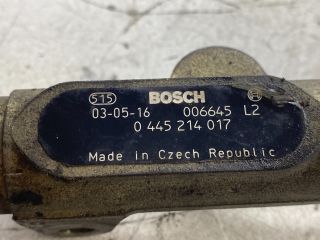 515 BOSCH
03-05-16 006645 L2
0 445 214 017
Made in Czech Republic